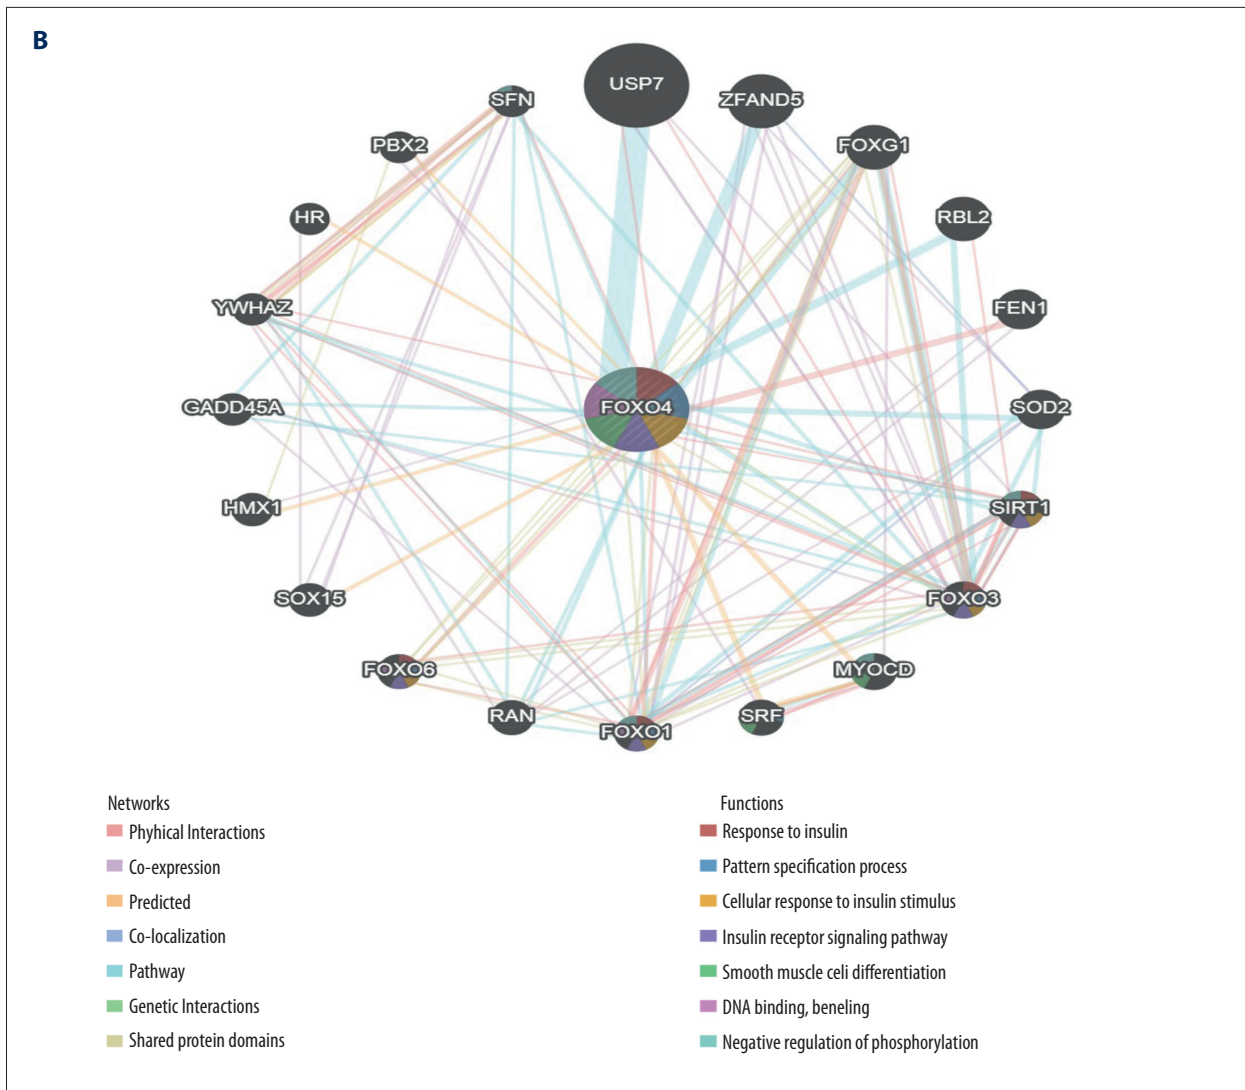 B
USP7
ZFAND5
SFN
FOXG1
PBX2
RBL2
HR
FEN1
YWHAZ
FOXO4
GADD45A
SOD2
HMX1
SIRT1
SOX15
FOXO3
FOXO6
MYOCD
RAN
SRF
FOXO1
Networks
Phyhical Interactions
Co-expression
Predicted
Co-localization
Pathway
Genetic Interactions
Shared protein domains
Functions
Response to insulin
Pattern specification process
Cellular response to insulin stimulus
Insulin receptor signaling pathway
Smooth muscle celi differentiation
DNA binding, beneling
Negative regulation of phosphorylation